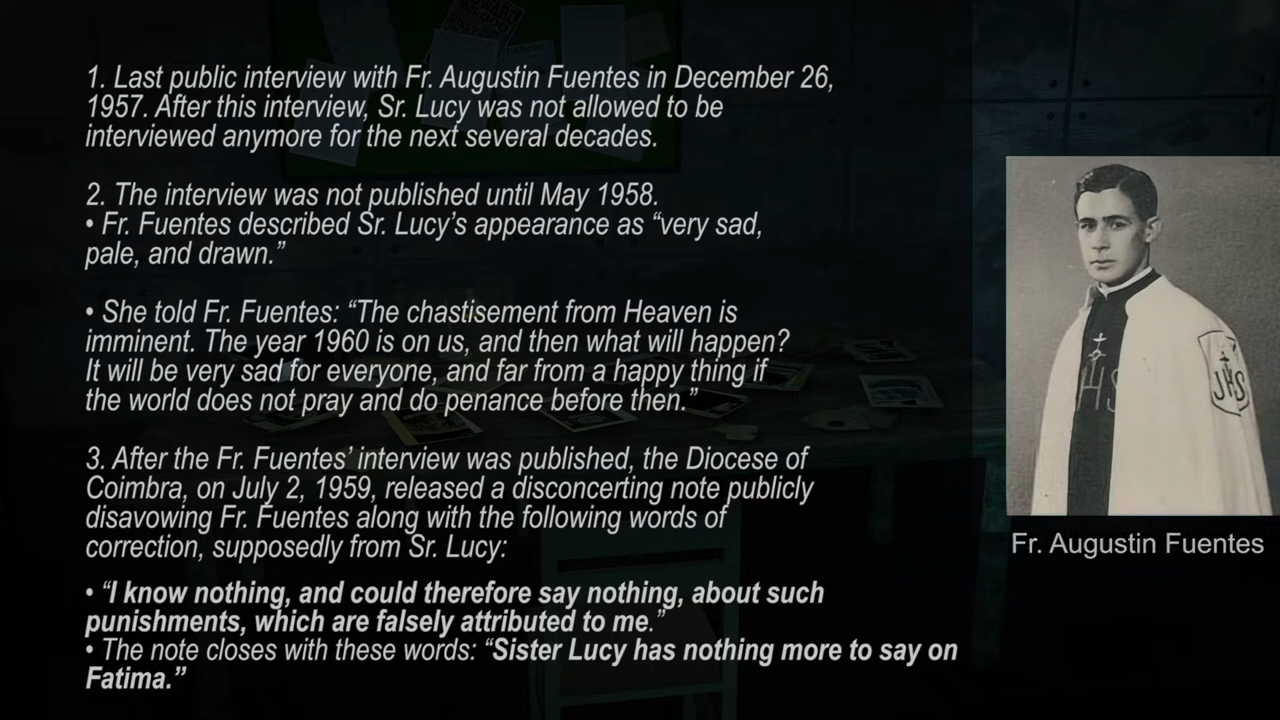 1. Last public interview with Fr. Augustin Fuentes in December 26,
1957. After this interview, Sr. Lucy was not allowed to be
interviewed anymore for the next several decades.
2. The interview was not published until May 1958.
• Fr. Fuentes described Sr. Lucy’s appearance as “very sad,
pale, and drawn.”
• She told Fr. Fuentes: “The chastisement from Heaven is
imminent. The year 1960 is on us, and then what will happen?
It will be very sad for everyone, and far from a happy thing if
the world does not pray and do penance before then.”
3. After the Fr. Fuentes’ interview was published, the Diocese of
Coimbra, on July 2, 1959, released a disconcerting note publicly
disavowing Fr. Fuentes along with the following words of
correction, supposedly from Sr. Lucy:
• “I know nothing, and could therefore say nothing, about such
punishments, which are falsely attributed to me.”
• The note closes with these words: “Sister Lucy has nothing more to say on
Fatima.”
JHS
Fr. Augustin Fuentes